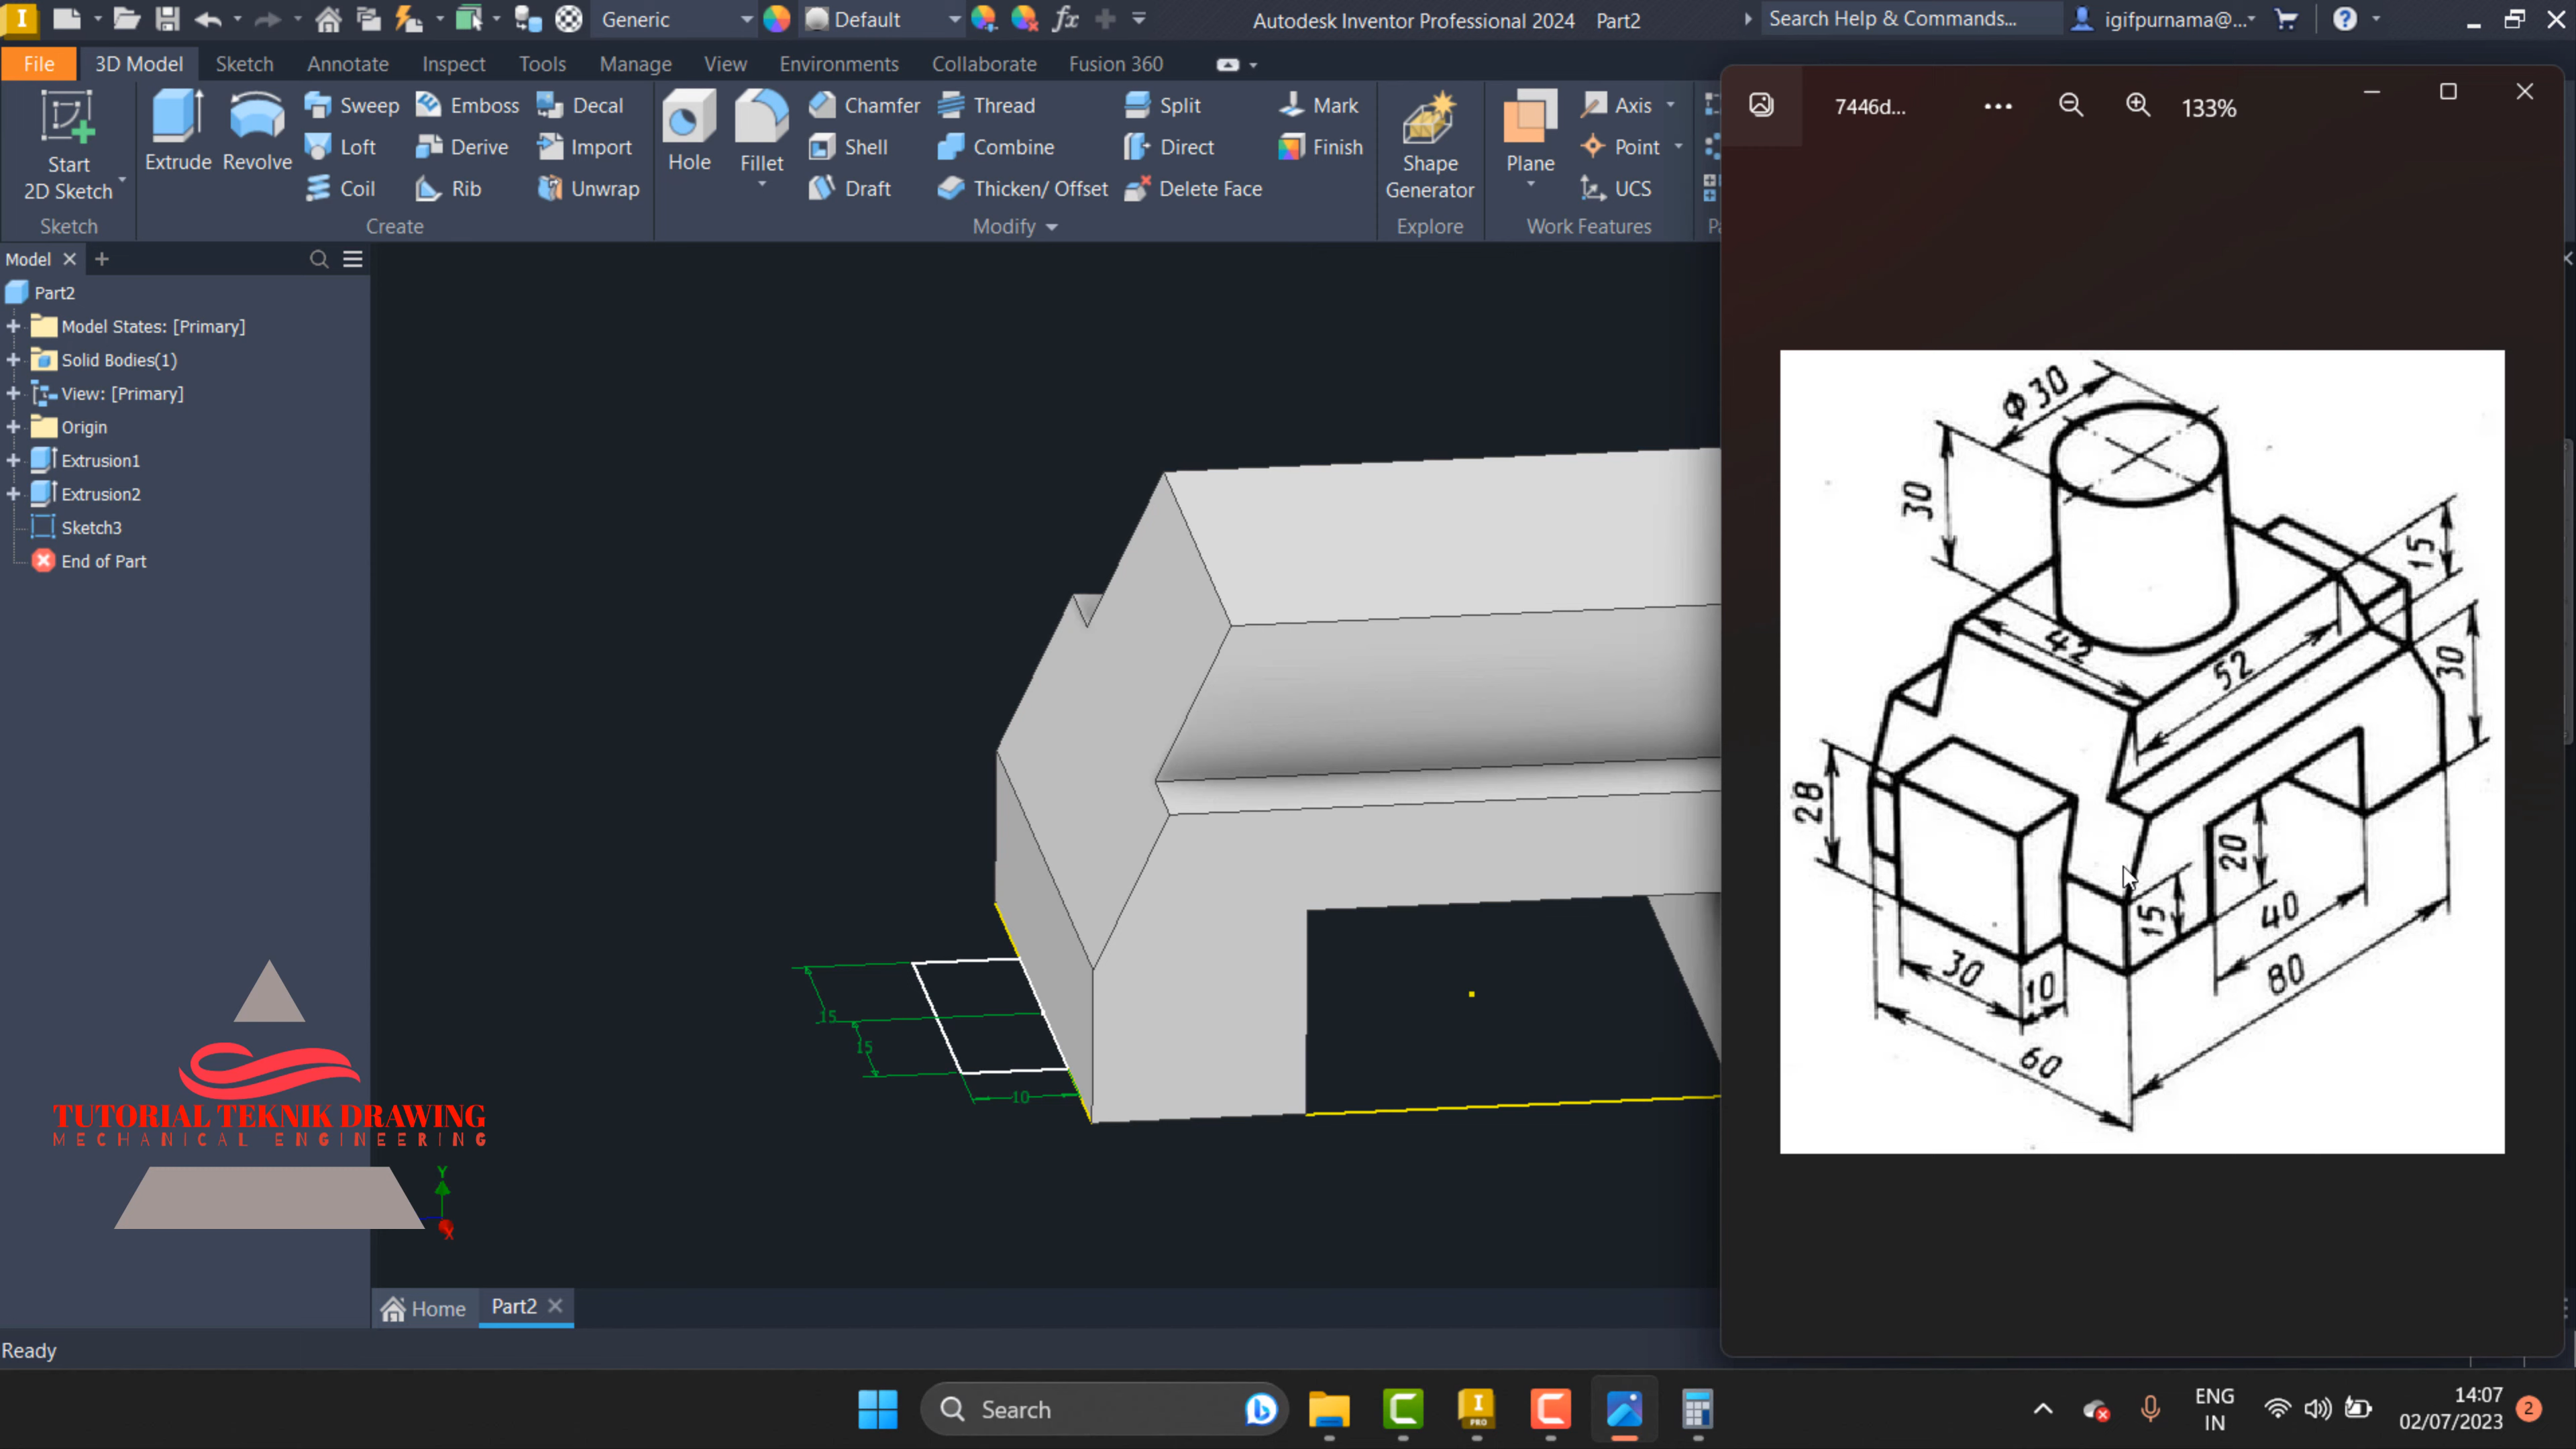 Generic
Default
Autodesk Inventor Professional 2024 Part2
Search Help & Commands...
igifpurnama@...
File 3D Model Sketch Annotate Inspect Tools Manage View Environments Collaborate Fusion 360
Start
2D Sketch
Extrude
Revolve
Sweep
Loft
Coil
Emboss
Derive
Rib
Decal
Import
Unwrap
Hole
Fillet
Chamfer
Shell
Draft
Thread
Combine
Thicken/ Offset
Split
Direct
Delete Face
Mark
Finish
Shape
Generator
Plane
Axis
Point
UCS
Sketch
Create
Modify
Explore
Work Features
7446d...
133%
Model
Part2
Model States: [Primary]
Solid Bodies(1)
View: [Primary]
Origin
Extrusion1
Extrusion2
Sketch3
End of Part
15
15
10
Φ30
30
15
42
52
30
28
20
15
40
30
10
80
60
TUTORIAL TEKNIK DRAWING
MECHANICAL ENGINEERING
Y
X
Home
Part2
Ready
Search
PRO
ENG
IN
14:07
02/07/2023
2